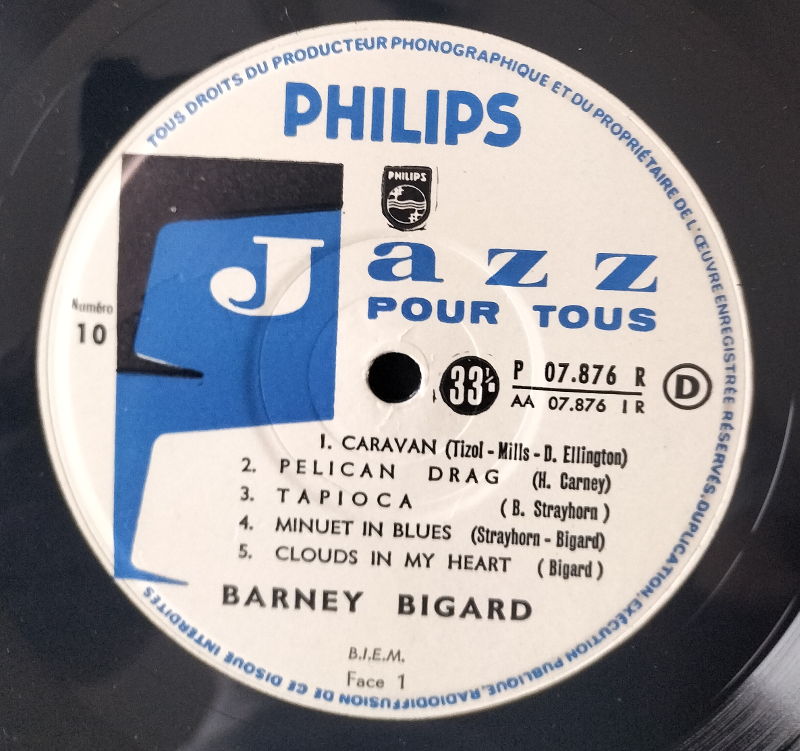 TOUS DROITS DU PRODUCTEUR PHONOGRAPHIQUE ET DU PROPRIÉTAIRE DE L'ŒUVRE ENREGISTRÉE RÉSERVÉS. DUPLICATION, EXÉCUTION PUBLIQUE, RADIODIFFUSION DE CE DISQUE INTERDITES
PHILIPS
PHILIPS
Jazz
POUR TOUS
Numéro
10
33⅓
P 07.876 R
AA 07.876 1 R
D
1. CARAVAN (Tizol - Mills - D. Ellington)
2. PELICAN DRAG (H. Carney)
3. TAPIOCA (B. Strayhorn)
4. MINUET IN BLUES (Strayhorn - Bigard)
5. CLOUDS IN MY HEART (Bigard)
BARNEY BIGARD
B.I.E.M.
Face 1